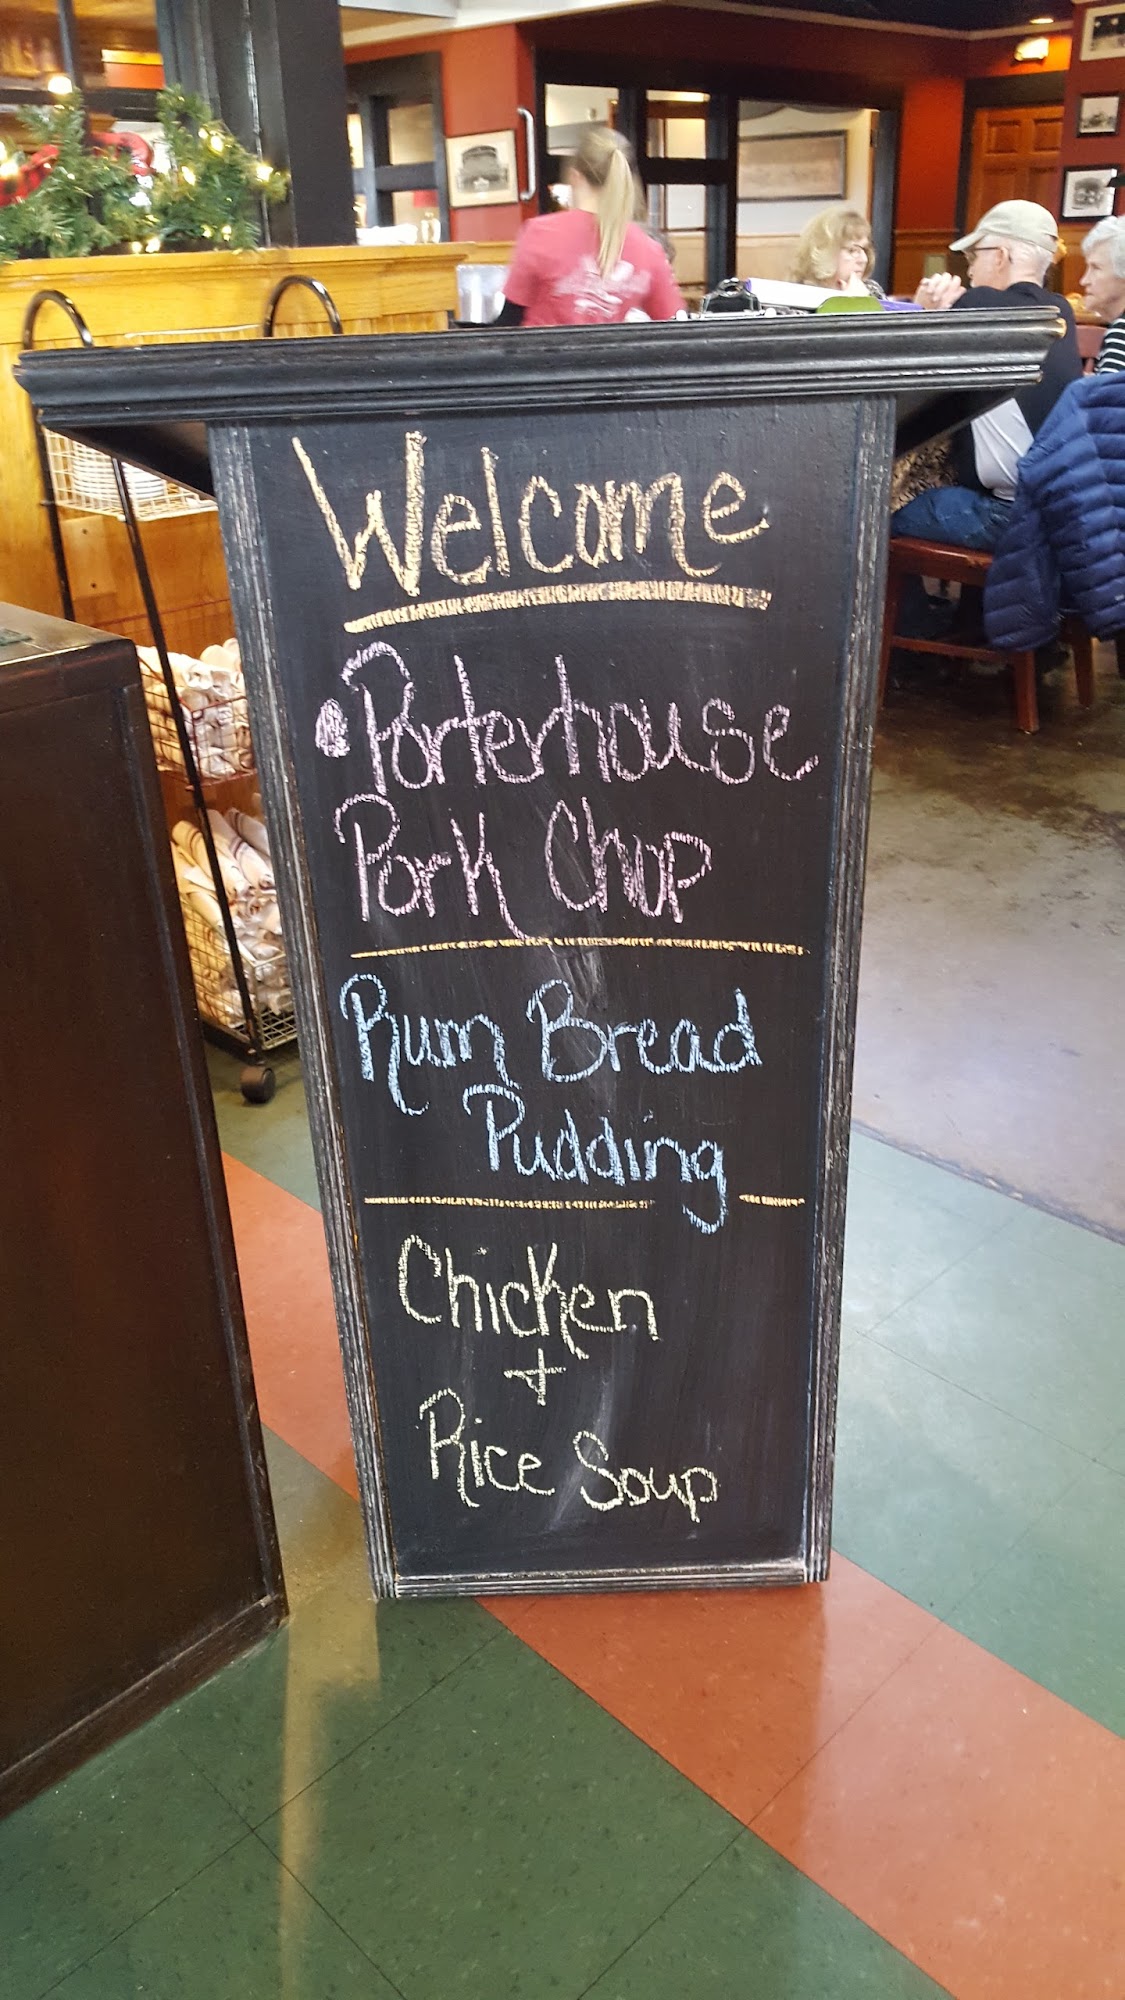 Welcome
• Porterhouse
Pork Chop
Rum Bread
Pudding
Chicken
+
Rice Soup